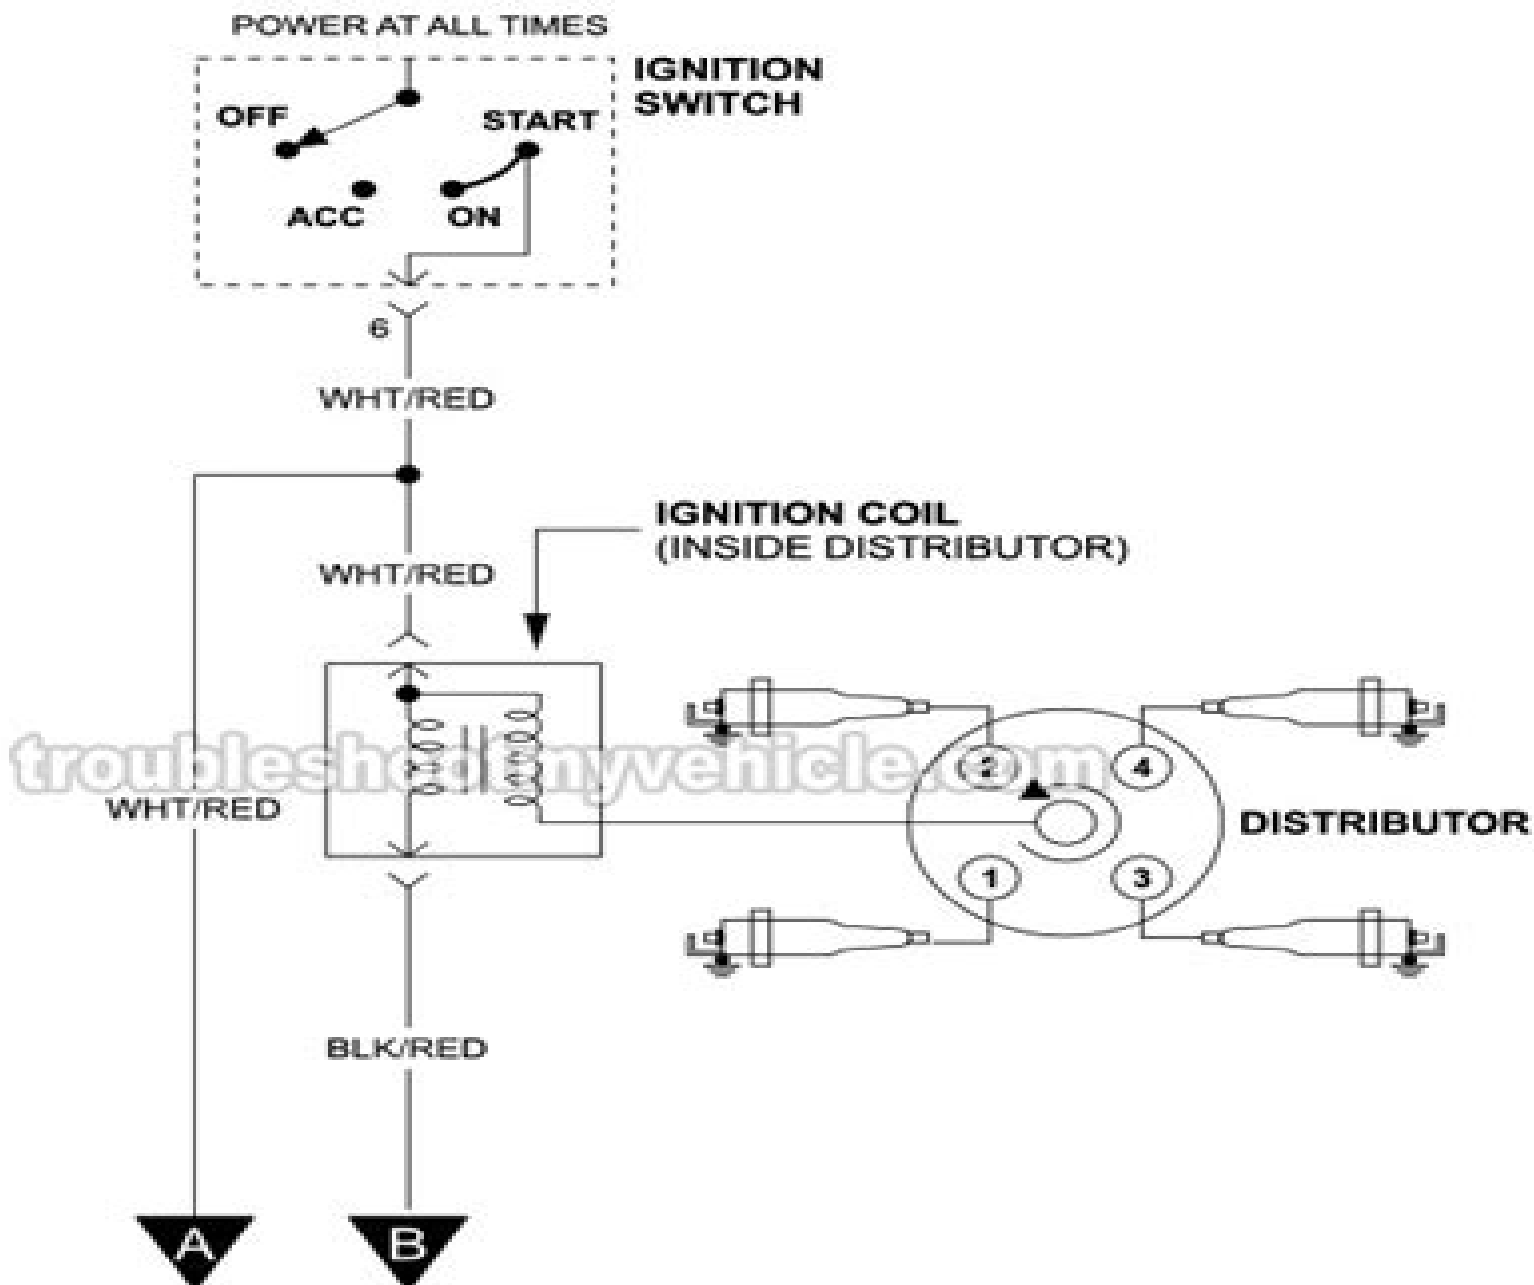 POWER AT ALL TIMES
IGNITION
SWITCH
OFF
START
ACC
ON
6
WHT/RED
IGNITION COIL
(INSIDE DISTRIBUTOR)
WHT/RED
troubleshootmyvehicle.com
2
4
WHT/RED
DISTRIBUTOR
1
3
BLK/RED
A
B